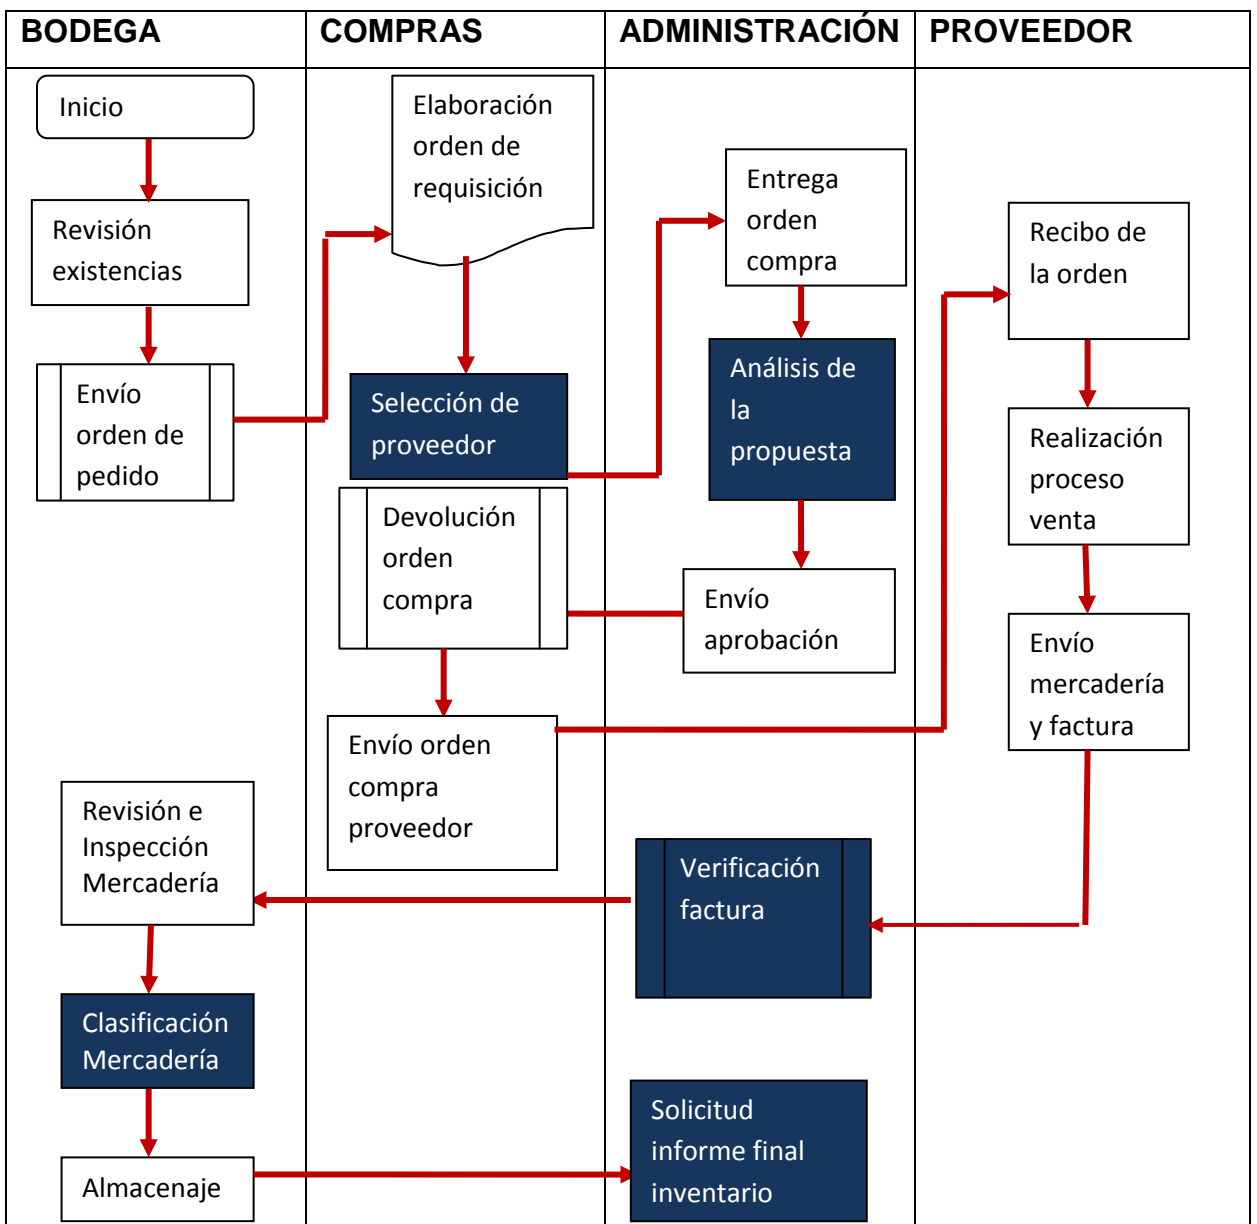 BODEGA
COMPRAS
ADMINISTRACIÓN
PROVEEDOR
Inicio
Revisión
existencias
Envío
orden de
pedido
Elaboración
orden de
requisición
Selección de
proveedor
Entrega
orden
compra
Análisis de
la
propuesta
Envío
aprobación
Devolución
orden
compra
Envío orden
compra
proveedor
Recibo de
la orden
Realización
proceso
venta
Envío
mercadería
y factura
Verificación
factura
Revisión e
Inspección
Mercadería
Clasificación
Mercadería
Almacenaje
Solicitud
informe final
inventario